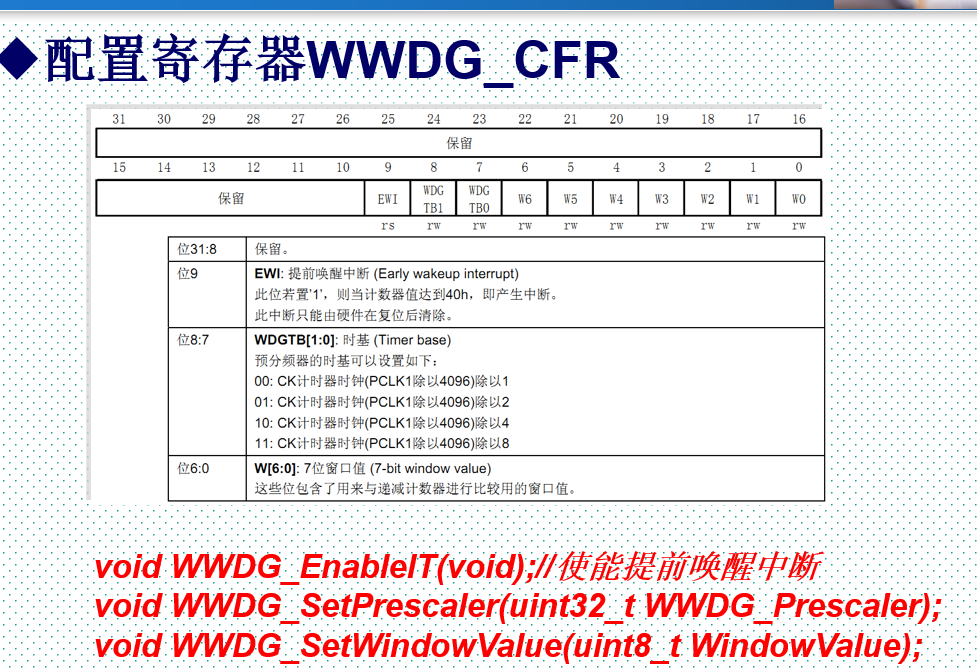 ◆配置寄存器WWDG_CFR
31 30 29 28 27 26 25 24 23 22 21 20 19 18 17 16
保留
15 14 13 12 11 10 9 8 7 6 5 4 3 2 1 0
保留 EWI WDG TB1 WDG TB0 W6 W5 W4 W3 W2 W1 W0
rs rw rw rw rw rw rw rw rw rw
位31:8 保留。
位9 EWI: 提前唤醒中断 (Early wakeup interrupt)
此位若置'1'，则当计数器值达到40h，即产生中断。
此中断只能由硬件在复位后清除。
位8:7 WDGTB[1:0]: 时基 (Timer base)
预分频器的时基可以设置如下：
00: CK计时器时钟(PCLK1除以4096)除以1
01: CK计时器时钟(PCLK1除以4096)除以2
10: CK计时器时钟(PCLK1除以4096)除以4
11: CK计时器时钟(PCLK1除以4096)除以8
位6:0 W[6:0]: 7位窗口值 (7-bit window value)
这些位包含了用来与递减计数器进行比较用的窗口值。
void WWDG_EnableIT(void);//使能提前唤醒中断
void WWDG_SetPrescaler(uint32_t WWDG_Prescaler);
void WWDG_SetWindowValue(uint8_t WindowValue);